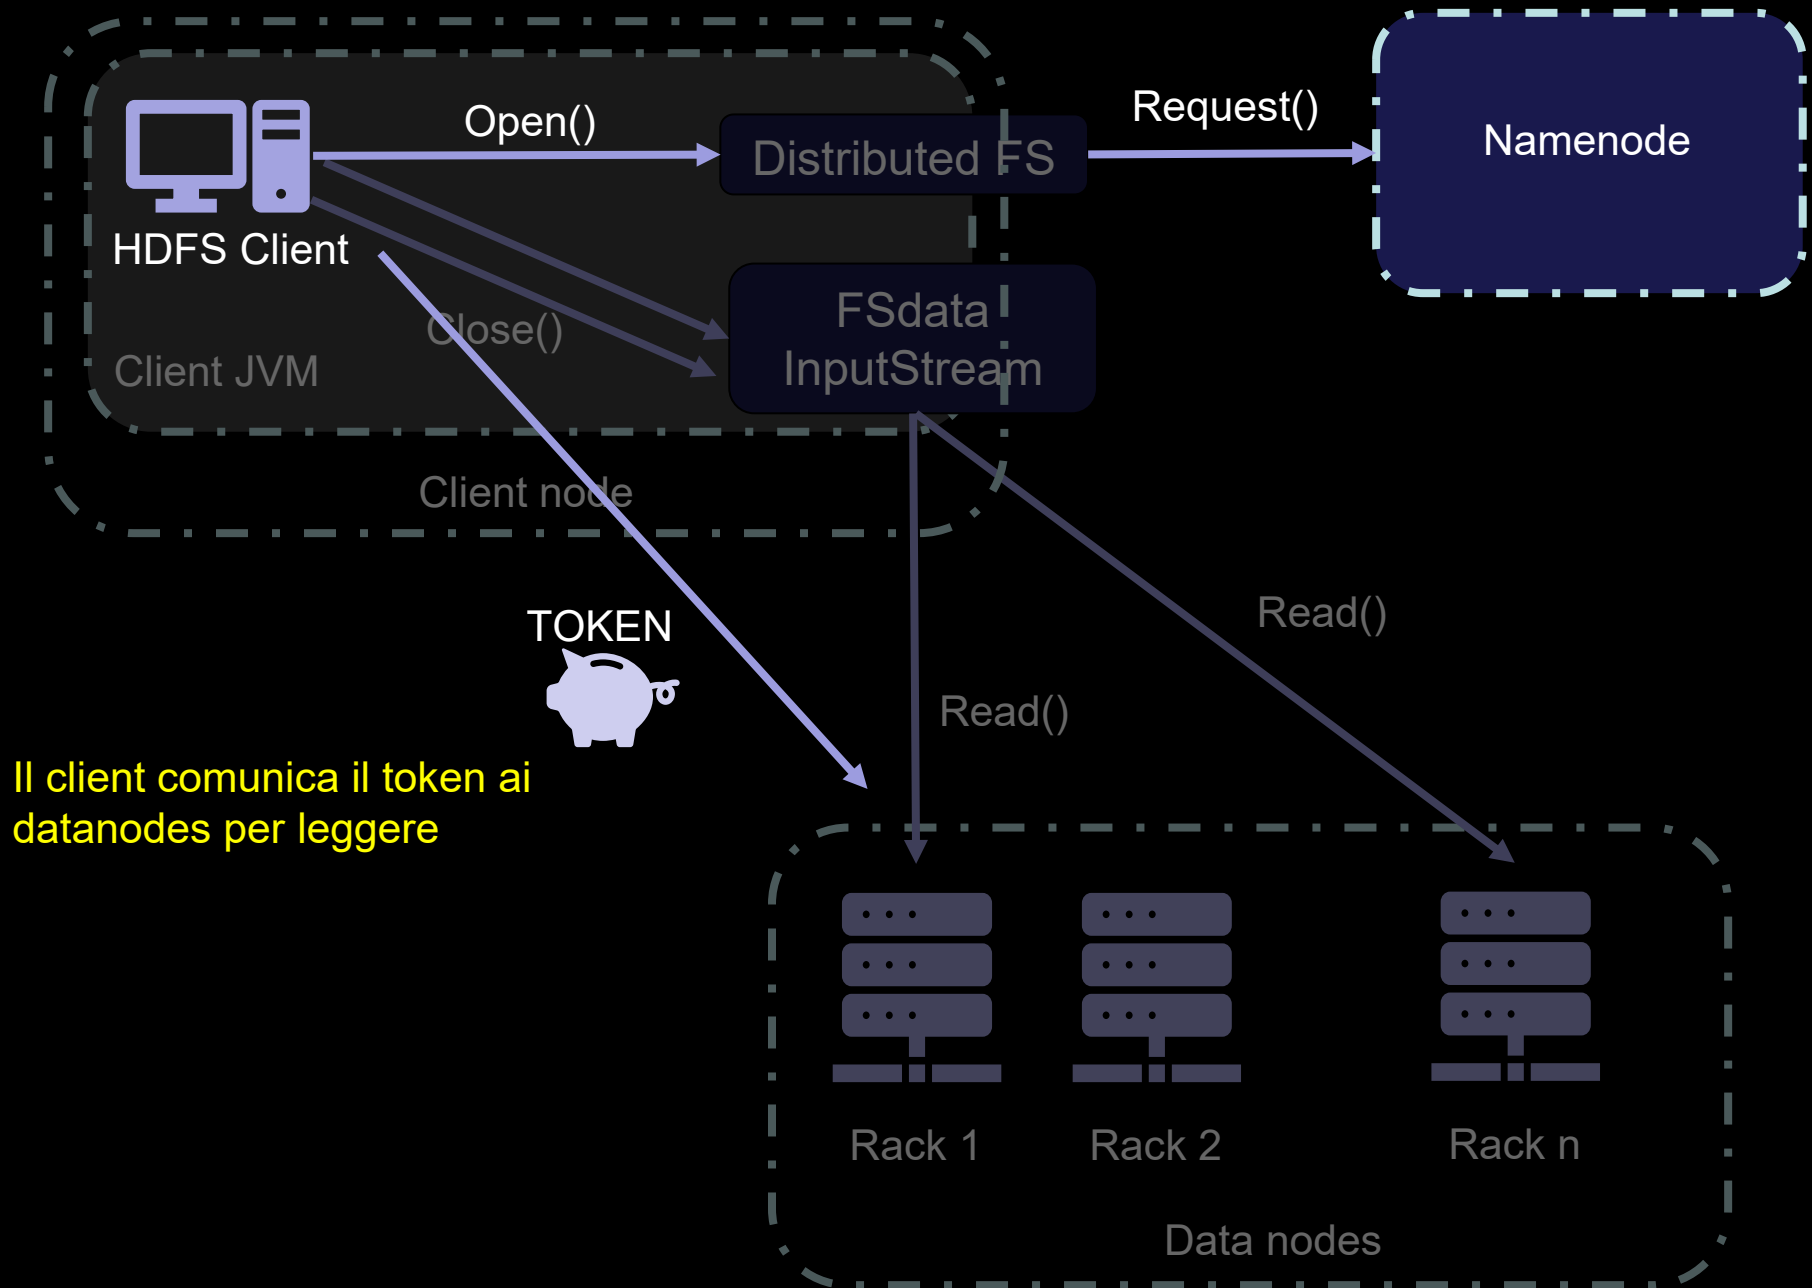 Open()
Request()
Namenode
Distributed FS
HDFS Client
FSdata
InputStream
Close()
Client JVM
Client node
TOKEN
Read()
Read()
Il client comunica il token ai
datanodes per leggere
Rack 1
Rack 2
Rack n
Data nodes